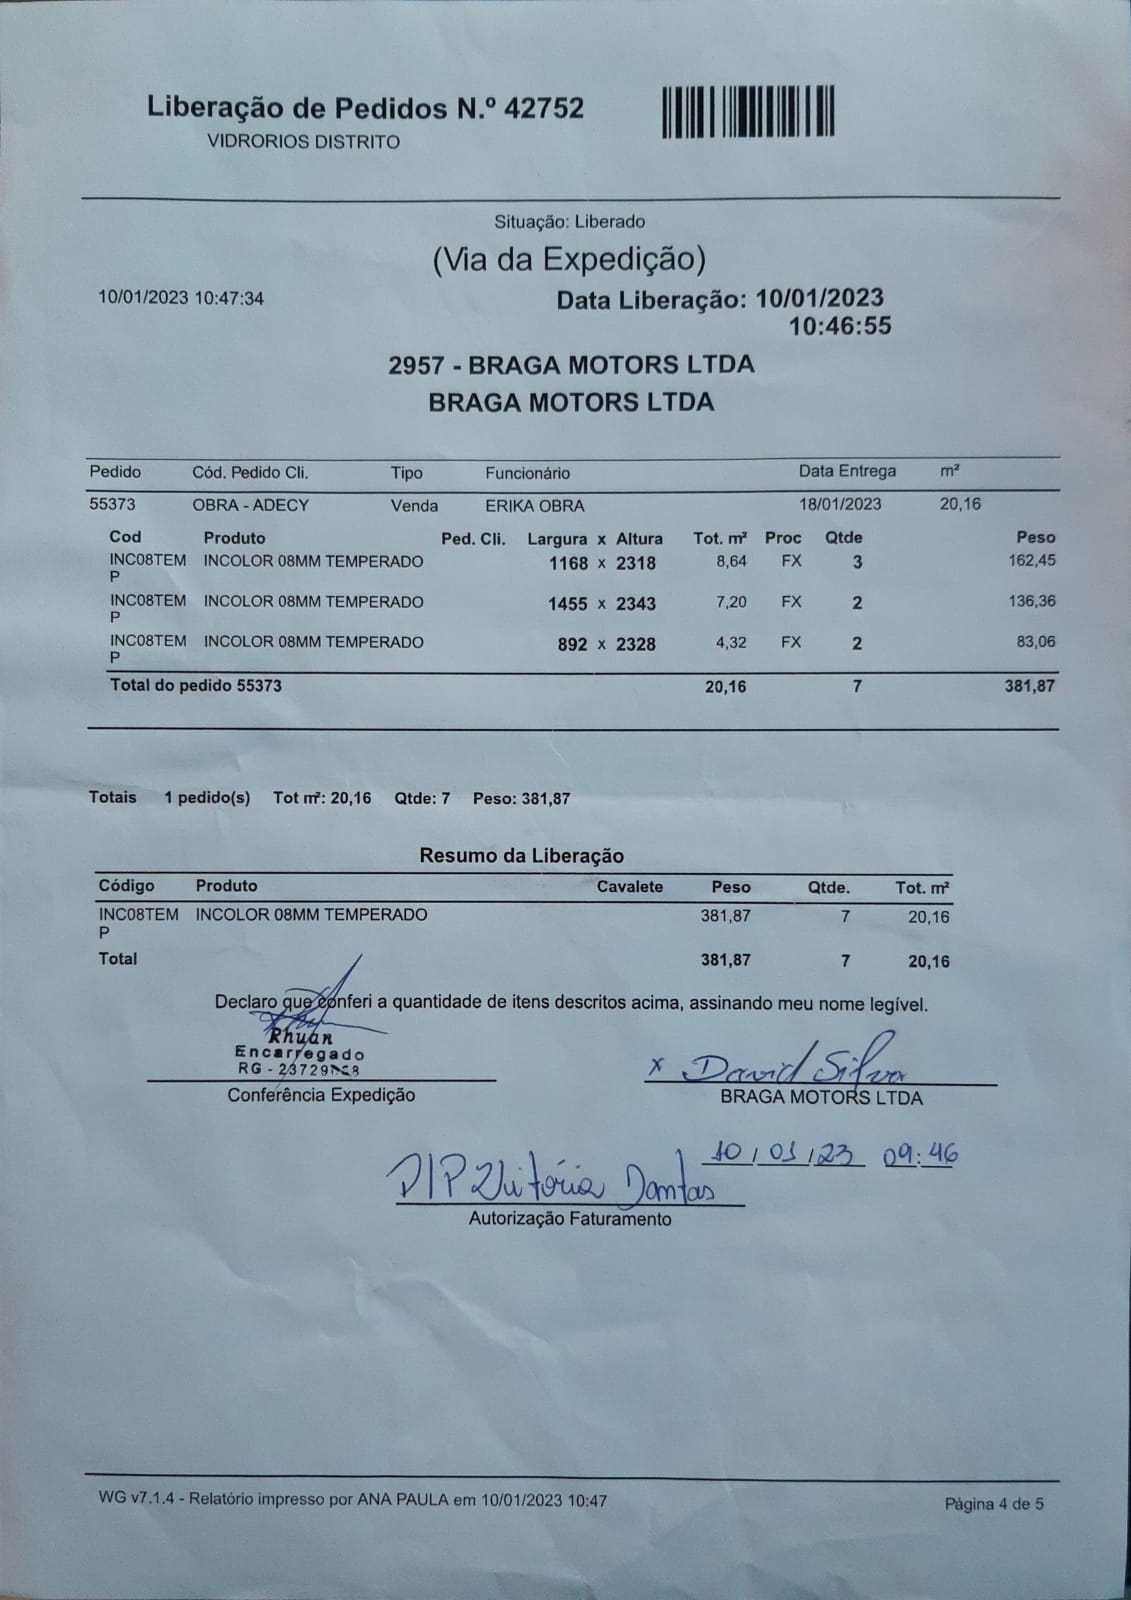 Liberação de Pedidos N.º 42752
VIDRORIOS DISTRITO
Situação: Liberado
(Via da Expedição)
10/01/2023 10:47:34
Data Liberação: 10/01/2023
10:46:55
2957 - BRAGA MOTORS LTDA
BRAGA MOTORS LTDA
Pedido Cód. Pedido Cli. Tipo Funcionário Data Entrega m²
55373 OBRA - ADECY Venda ERIKA OBRA 18/01/2023 20,16
Cod Produto Ped. Cli. Largura x Altura Tot. m² Proc Qtde Peso
INC08TEM INCOLOR 08MM TEMPERADO 1168 x 2318 8,64 FX 3 162,45
P
INC08TEM INCOLOR 08MM TEMPERADO 1455 x 2343 7,20 FX 2 136,36
P
INC08TEM INCOLOR 08MM TEMPERADO 892 x 2328 4,32 FX 2 83,06
P
Total do pedido 55373 20,16 7 381,87
Totais 1 pedido(s) Tot m²: 20,16 Qtde: 7 Peso: 381,87
Resumo da Liberação
Código Produto Cavalete Peso Qtde. Tot. m²
INC08TEM INCOLOR 08MM TEMPERADO 381,87 7 20,16
P
Total 381,87 7 20,16
Declaro que conferi a quantidade de itens descritos acima, assinando meu nome legível.
Rhuan
Encarregado
RG -
Conferência Expedição
x David Silva
BRAGA MOTORS LTDA
10/01/23 09:46
Vitória Dantas
Autorização Faturamento
WG v7.1.4 - Relatório impresso por ANA PAULA em 10/01/2023 10:47
Página 4 de 5